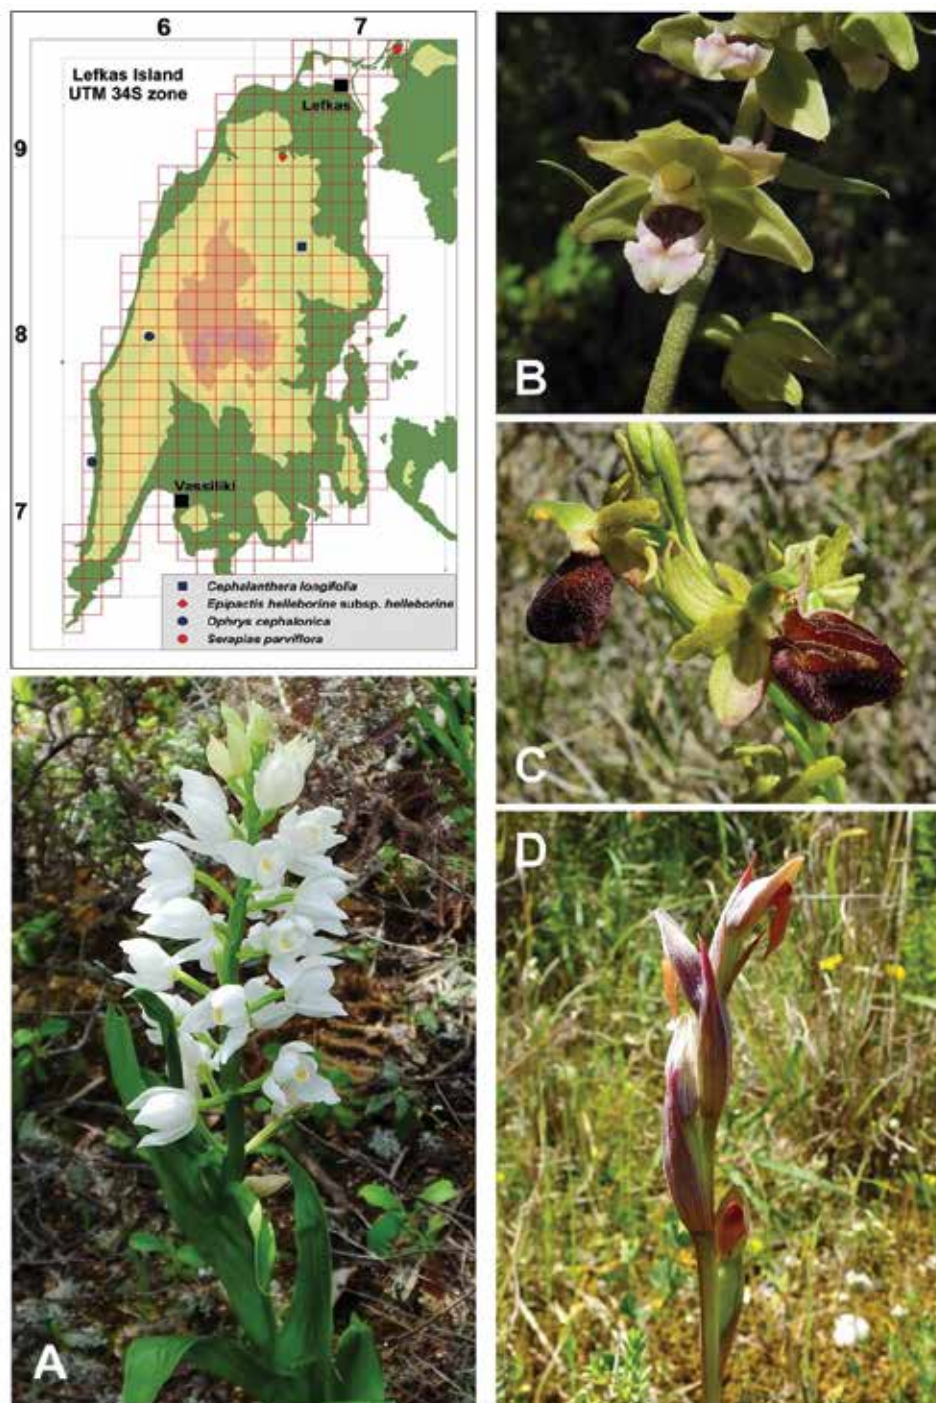 6 7
Lefkas Island
UTM 34S zone
Lefkas
9
8
Vassiliki
7
Cephalanthera longifolia
Epipactis helleborine subsp. helleborine
Ophrys cephalonica
Serapias parviflora
A
B
C
D